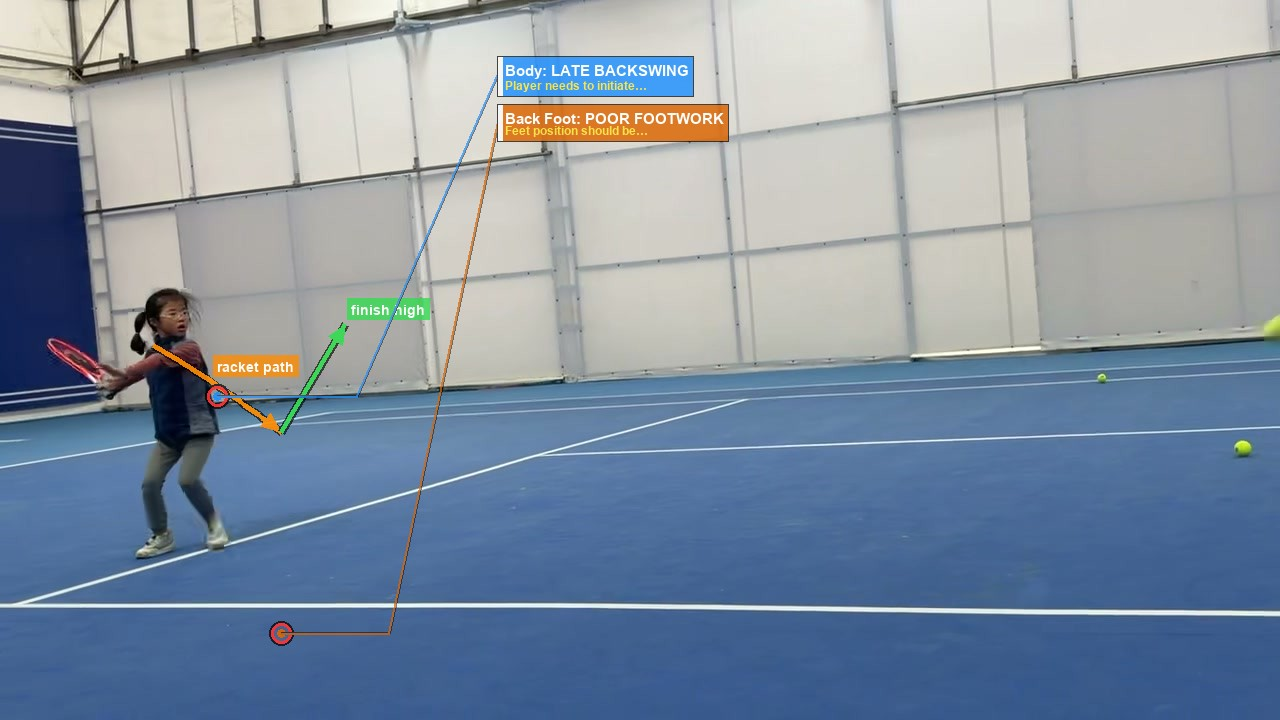 Body: LATE BACKSWING
Player needs to initiate...
Back Foot: POOR FOOTWORK
Feet position should be...
finish high
racket path